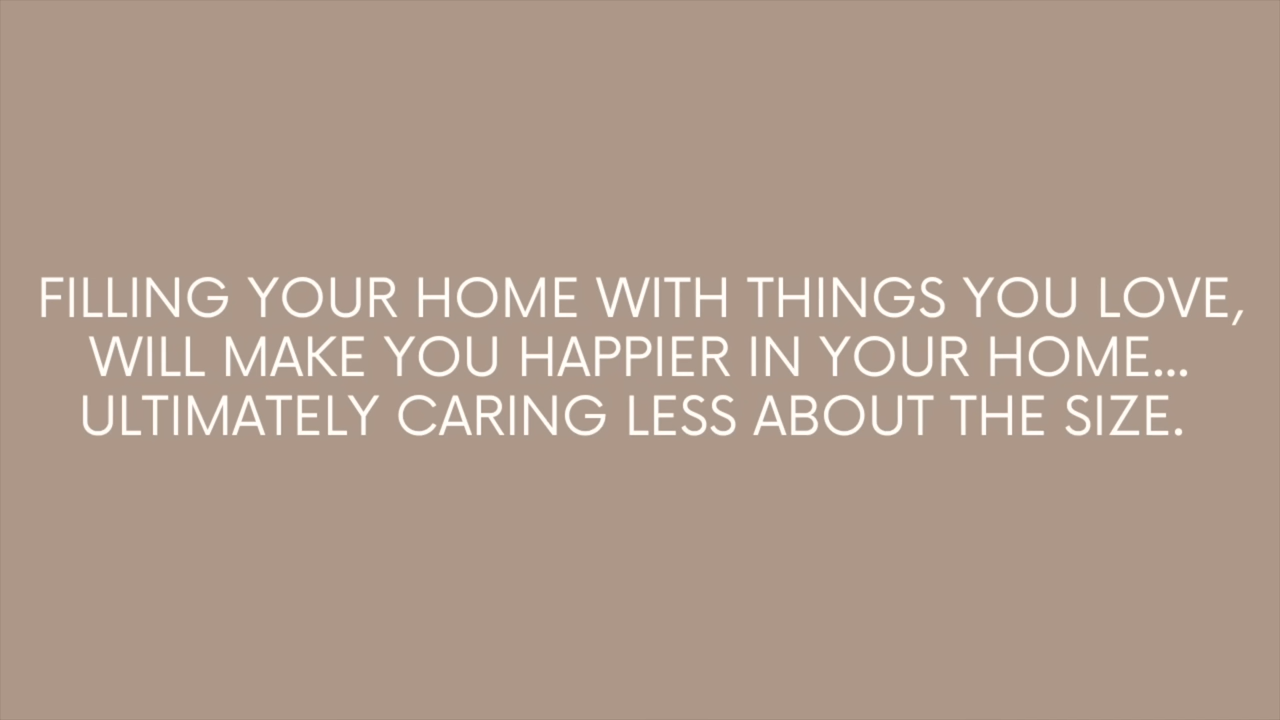 FILLING YOUR HOME WITH THINGS YOU LOVE,
WILL MAKE YOU HAPPIER IN YOUR HOME...
ULTIMATELY CARING LESS ABOUT THE SIZE.